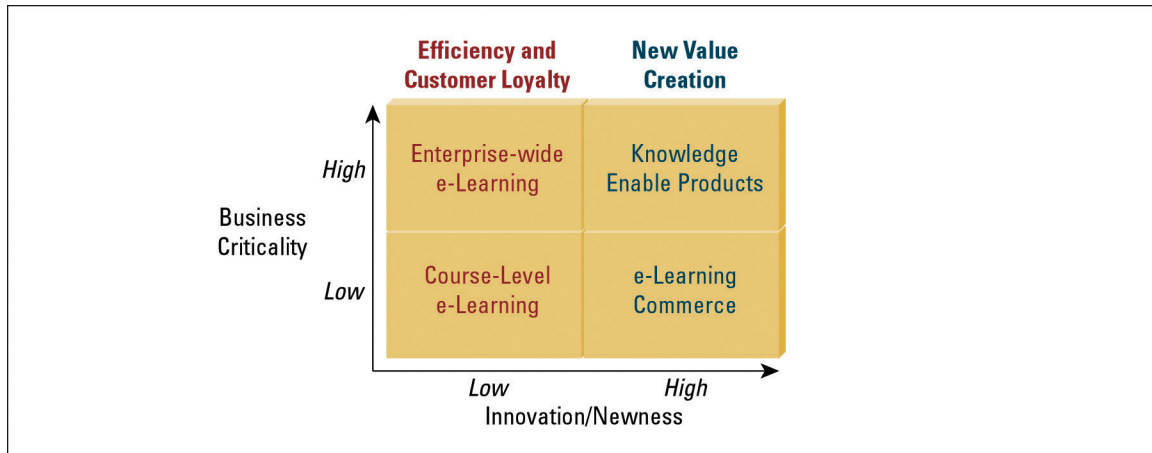 Efficiency and
Customer Loyalty
New Value
Creation
High
Enterprise-wide
e-Learning
Knowledge
Enable Products
Business
Criticality
Low
Course-Level
e-Learning
e-Learning
Commerce
Low
High
Innovation/Newness